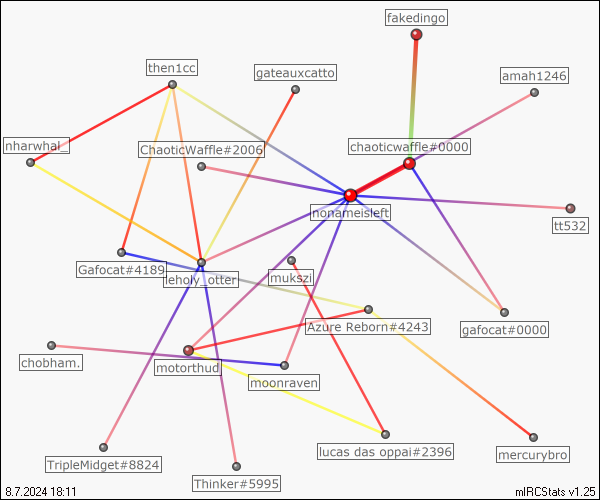 fakedingo
then1cc
gateauxcatto
amah1246
nharwhal_
ChaoticWaffle#2006
chaoticwaffle#0000
nonameisleft
tt532
Gafocat#4189
leholy_otter
mukszi
Azure Reborn#4243
gafocat#0000
chobham.
motorthud
moonraven
lucas das oppai#2396
mercurybro
TripleMidget#8824
Thinker#5995
8.7.2024 18:11
mIRCStats v1.25